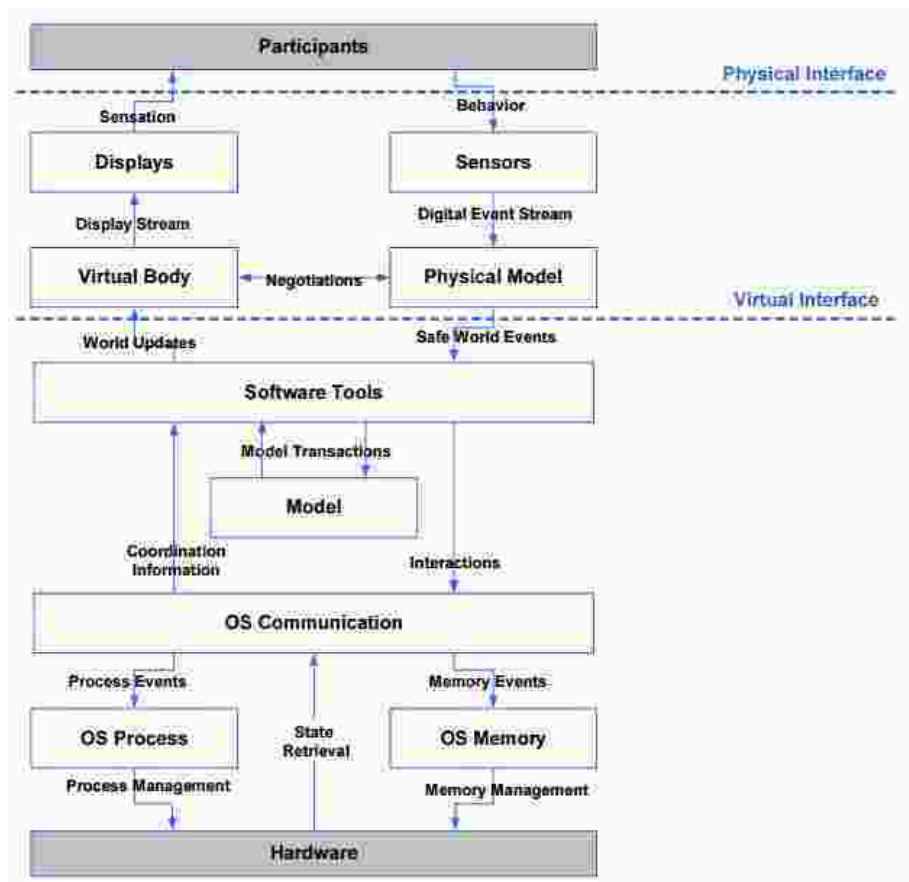 Participants
Physical Interface
Sensation
Behavior
Displays
Sensors
Display Stream
Digital Event Stream
Virtual Body
Negotiations
Physical Model
Virtual Interface
World Updates
Safe World Events
Software Tools
Model Transactions
Model
Coordination
Information
Interactions
OS Communication
Process Events
Memory Events
OS Process
State
Retrieval
OS Memory
Process Management
Memory Management
Hardware